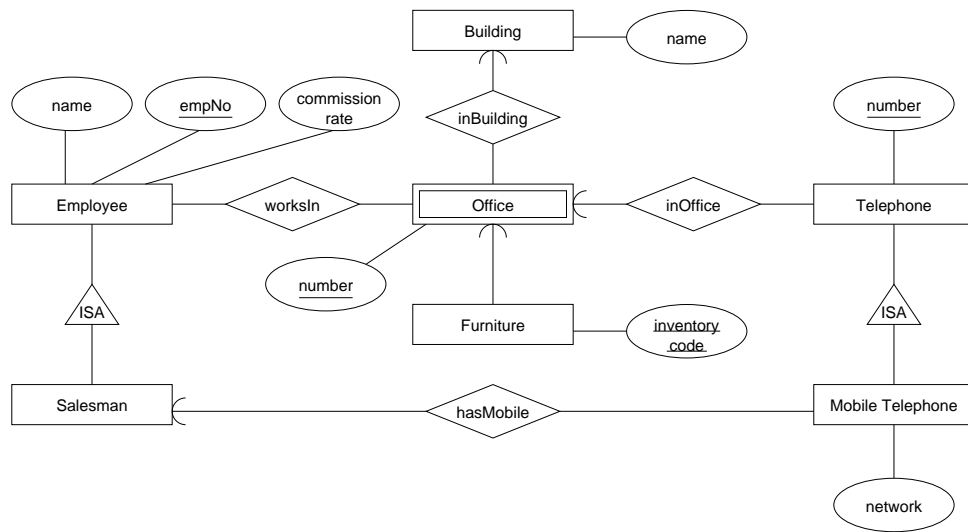 Building
name
name
empNo
commission
rate
inBuilding
number
Employee
worksIn
Office
inOffice
Telephone
number
ISA
Furniture
inventory
code
ISA
Salesman
hasMobile
Mobile Telephone
network